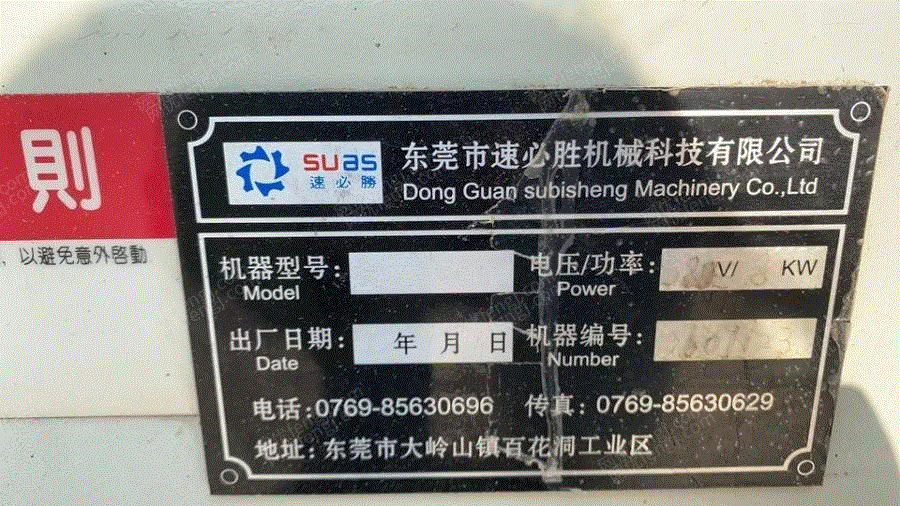 則
以避免意外啓動
suas
速必勝
东莞市速必胜机械科技有限公司
Dong Guan subisheng Machinery Co.,Ltd
机器型号: 电压/功率: V/ KW
Model Power
出厂日期: 年 月 日 机器编号:
Date Number
电话:0769-85630696 传真:0769-85630629
地址:东莞市大岭山镇百花洞工业区